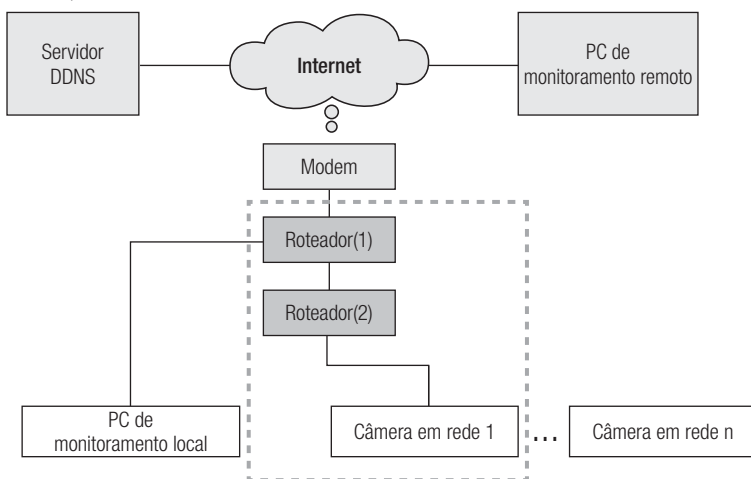 Servidor
DDNS
Internet
PC de
monitoramento remoto
Modem
Roteador(1)
Roteador(2)
PC de
monitoramento local
Câmera em rede 1
...
Câmera em rede n